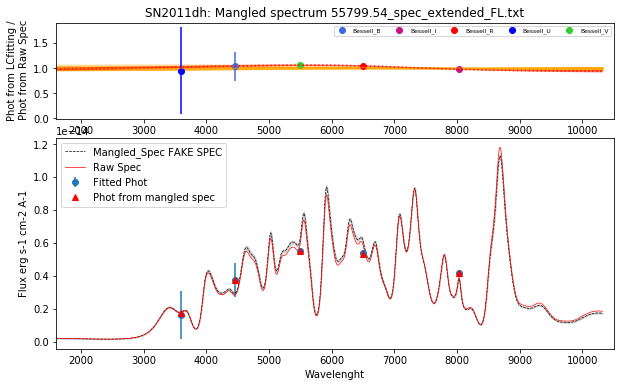 SN2011dh: Mangled spectrum 55799.54_spec_extended_FL.txt
Phot from LCfitting /
Phot from Raw Spec
Bessell_B
Bessell_I
Bessell_R
Bessell_U
Bessell_V
1.5
1.0
0.5
0.0
2000 3000 4000 5000 6000 7000 8000 9000 10000
1e−14
Flux erg s-1 cm-2 A-1
Mangled_Spec FAKE SPEC
Raw Spec
Fitted Phot
Phot from mangled spec
1.2
1.0
0.8
0.6
0.4
0.2
0.0
2000 3000 4000 5000 6000 7000 8000 9000 10000
Wavelenght